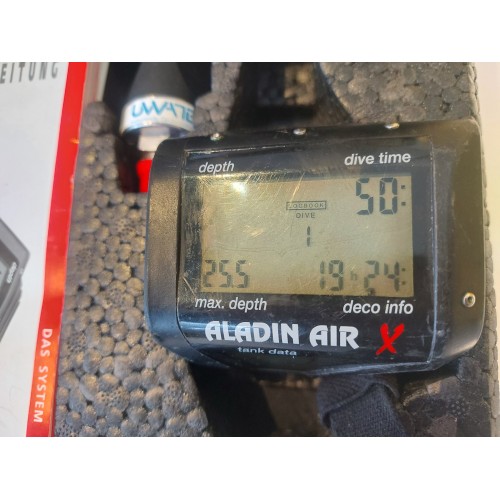 EITUNG
UWATE
depth
dive time
LOGBOOK
50:
DIVE
1
25.5
19h 24:
max. depth
deco info
ALADIN AIR X
tank data
DAS SYSTEM